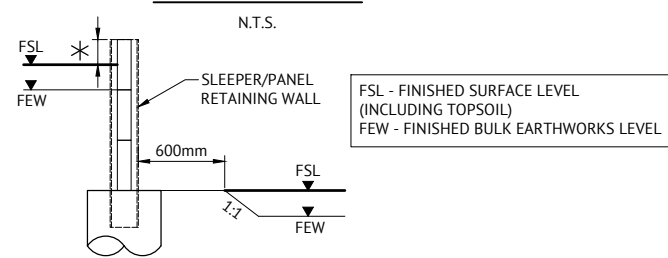 N.T.S.
FSL
FEW
SLEEPER/PANEL
RETAINING WALL
FSL - FINISHED SURFACE LEVEL
(INCLUDING TOPSOIL)
FEW - FINISHED BULK EARTHWORKS LEVEL
600mm
FSL
1:1
FEW